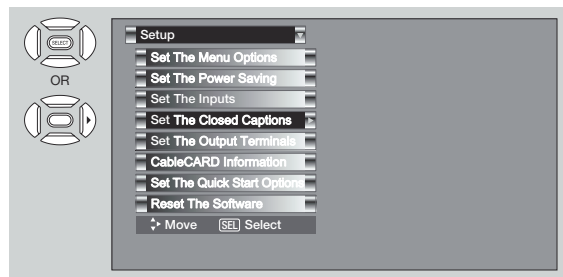 SELECT
OR
Setup
Set The Menu Options
Set The Power Saving
Set The Inputs
Set The Closed Captions
Set The Output Terminals
CableCARD Information
Set The Quick Start Options
Reset The Software
Move SEL Select